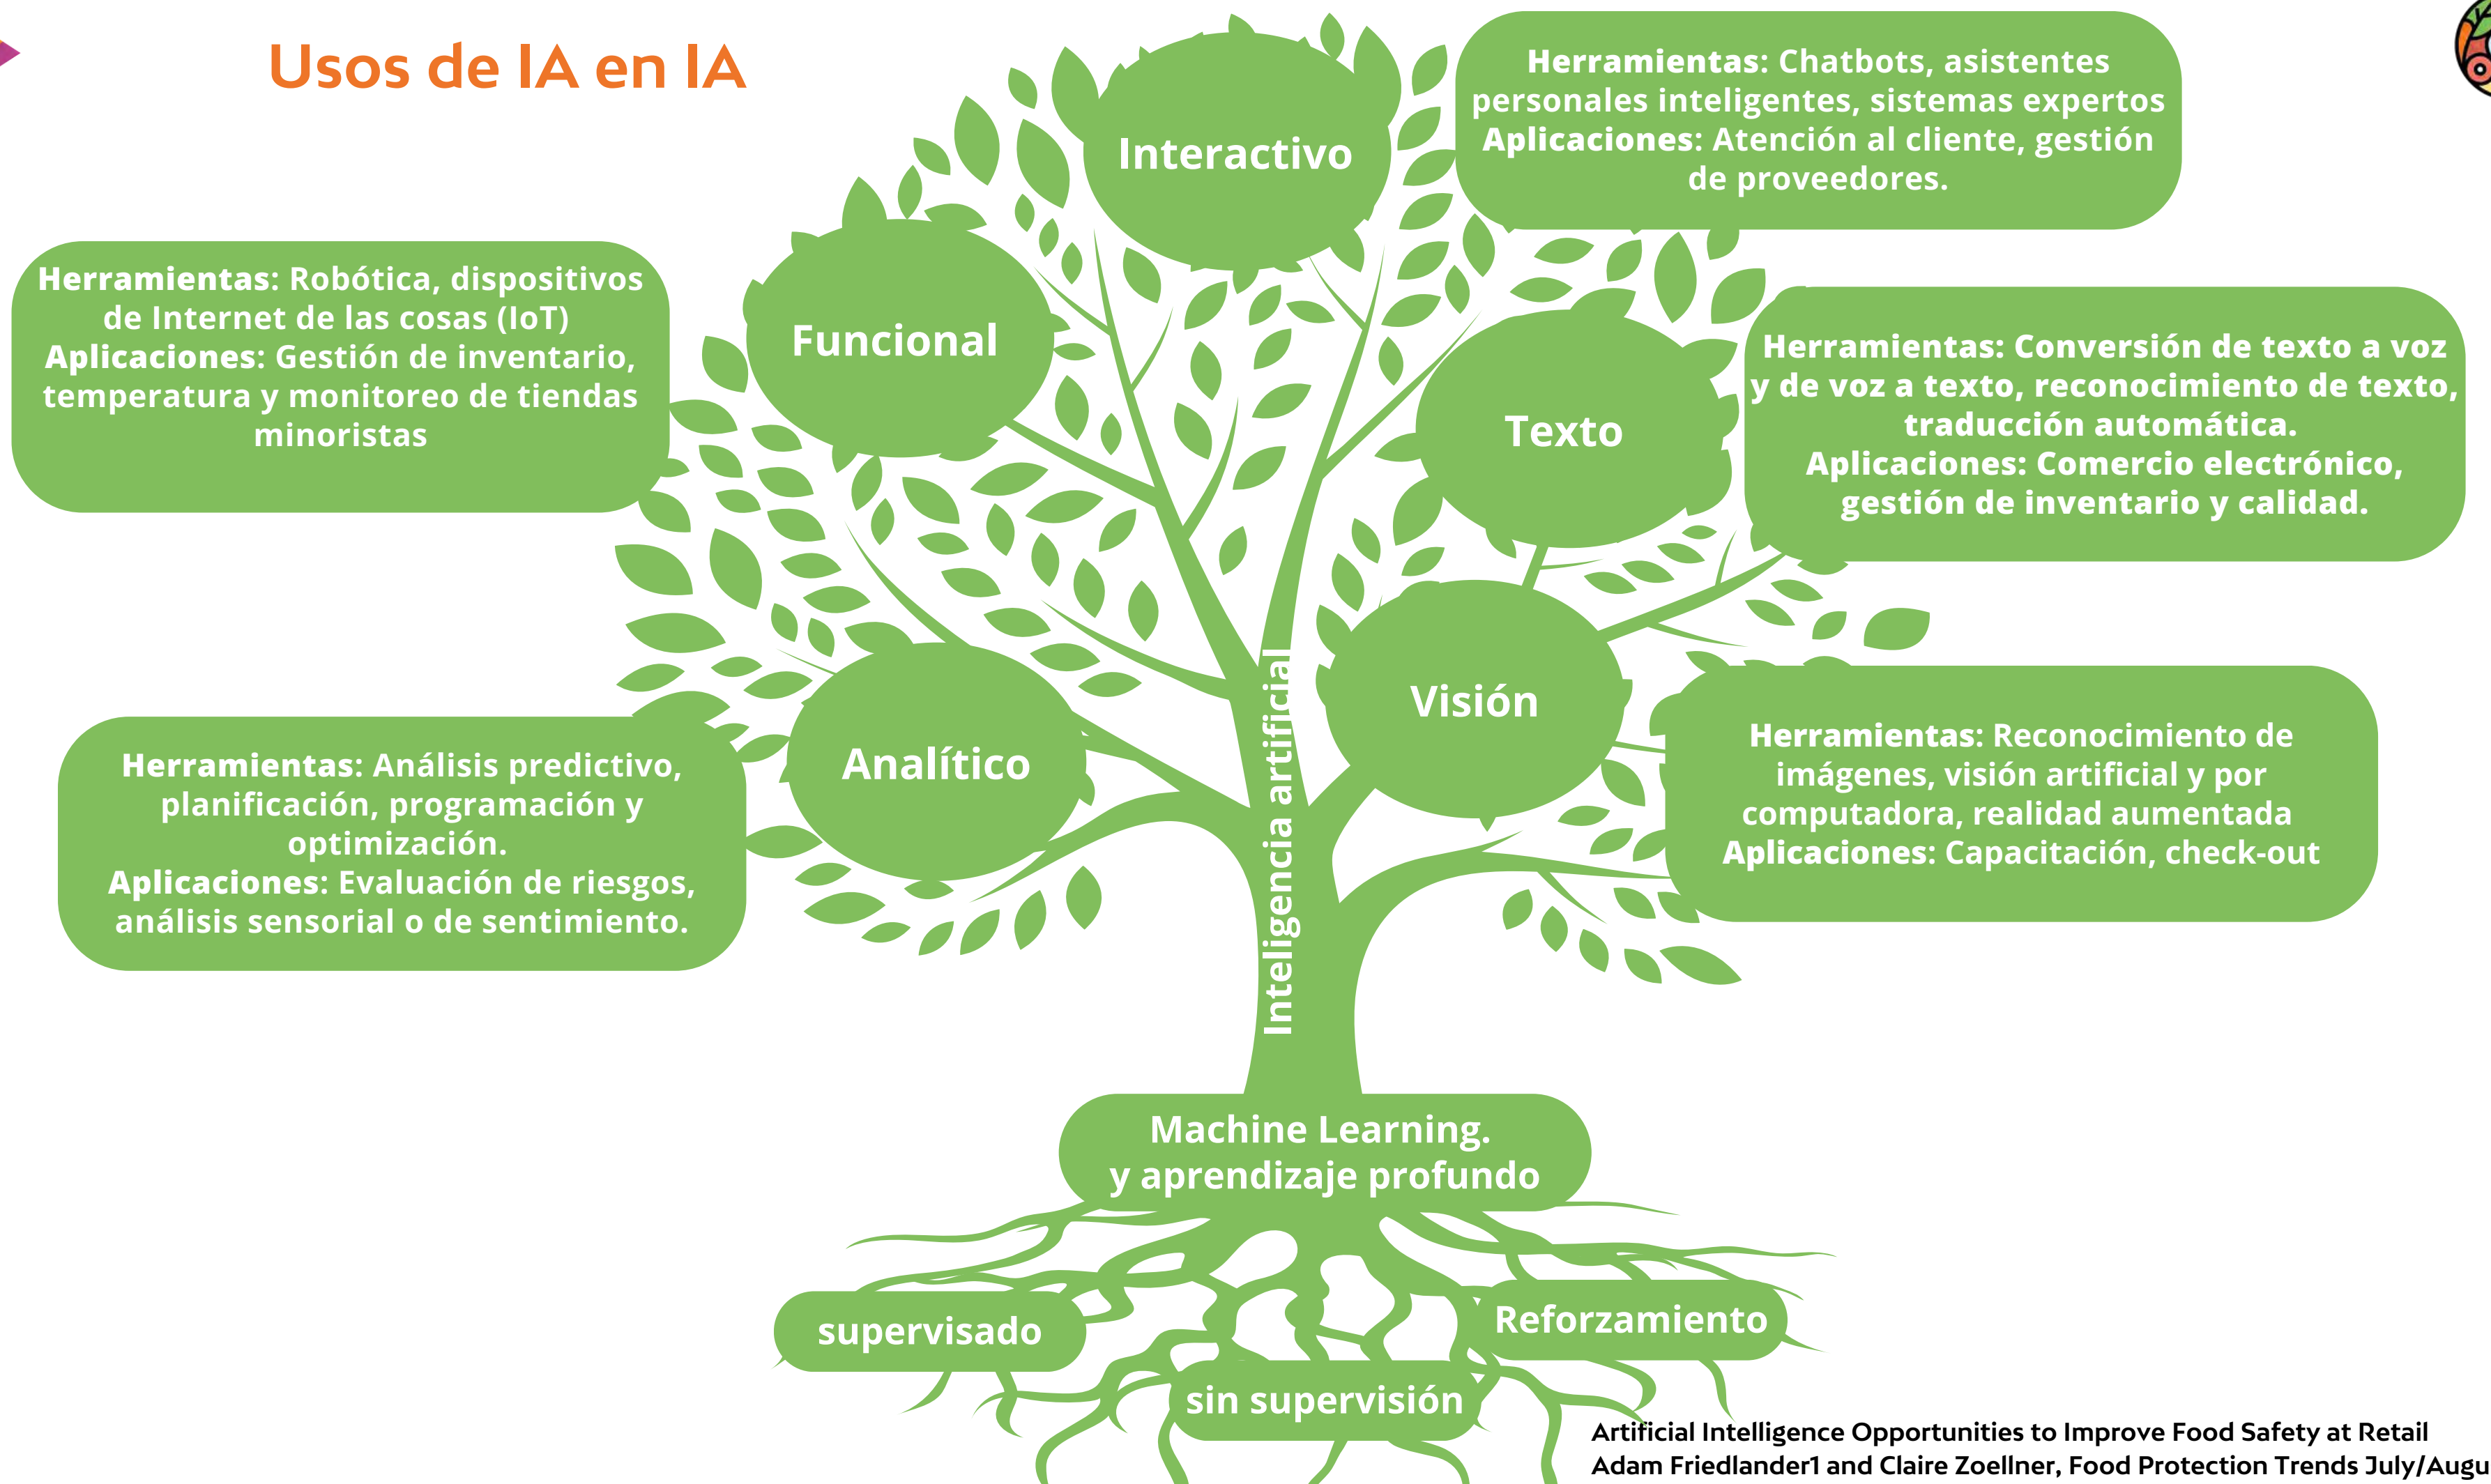 Usos de IA en IA
Interactivo
Herramientas: Chatbots, asistentes
personales inteligentes, sistemas expertos
Aplicaciones: Atención al cliente, gestión
de proveedores.
Funcional
Herramientas: Robótica, dispositivos
de Internet de las cosas (IoT)
Aplicaciones: Gestión de inventario,
temperatura y monitoreo de tiendas
minoristas
Texto
Herramientas: Conversión de texto a voz
y de voz a texto, reconocimiento de texto,
traducción automática.
Aplicaciones: Comercio electrónico,
gestión de inventario y calidad.
Analítico
Herramientas: Análisis predictivo,
planificación, programación y
optimización.
Aplicaciones: Evaluación de riesgos,
análisis sensorial o de sentimiento.
Visión
Herramientas: Reconocimiento de
imágenes, visión artificial y por
computadora, realidad aumentada
Aplicaciones: Capacitación, check-out
Inteligencia artificial
Machine Learning.
y aprendizaje profundo
supervisado
Reforzamiento
sin supervisión
Artificial Intelligence Opportunities to Improve Food Safety at Retail
Adam Friedlander1 and Claire Zoellner, Food Protection Trends July/Augu